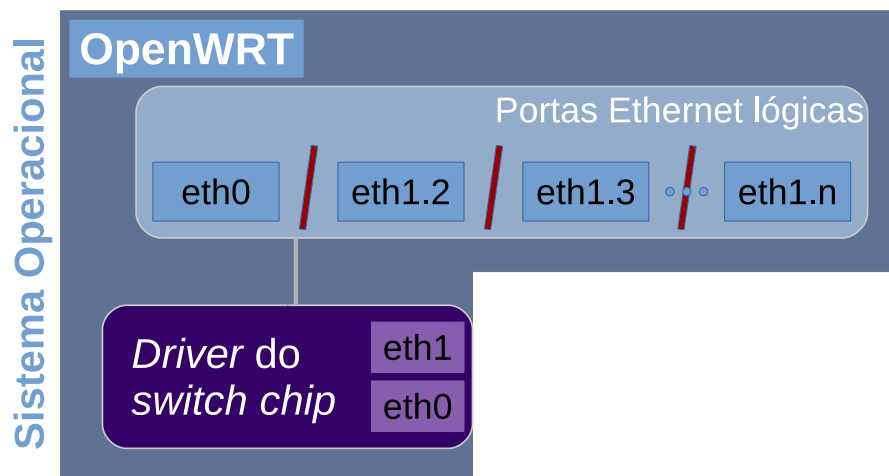 Sistema Operacional
OpenWRT
Portas Ethernet lógicas
eth0
eth1.2
eth1.3
eth1.n
Driver do
switch chip
eth1
eth0